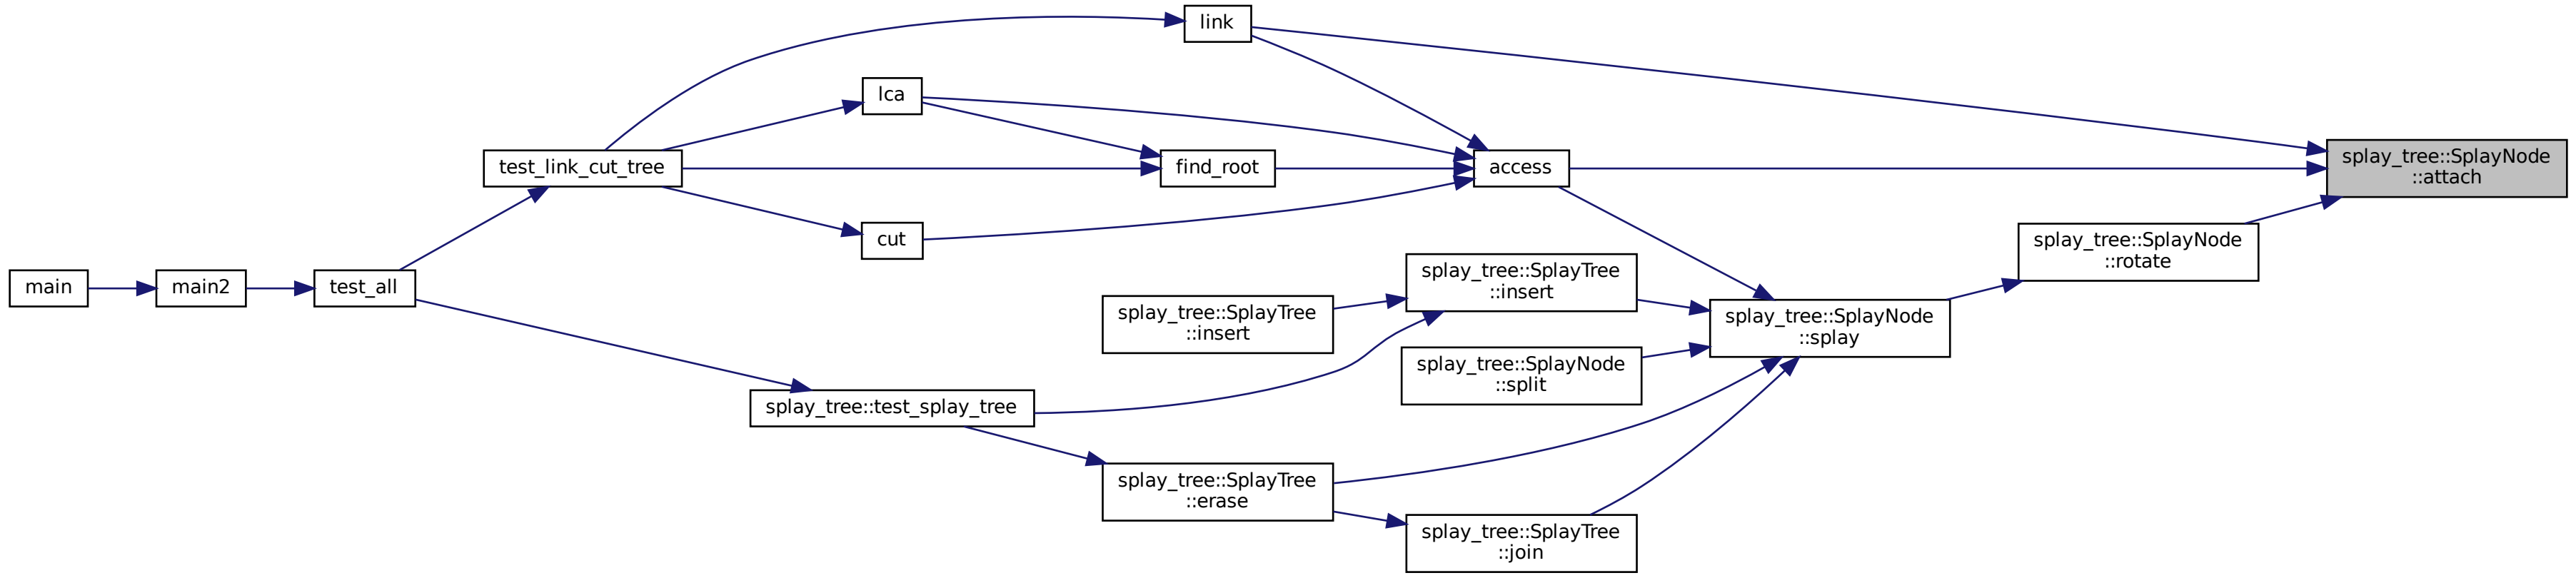 link
lca
splay_tree::SplayNode
::attach
test_link_cut_tree
find_root
access
cut
splay_tree::SplayNode
::rotate
main
main2
test_all
splay_tree::SplayTree
::insert
splay_tree::SplayTree
::insert
splay_tree::SplayNode
::splay
splay_tree::SplayNode
::split
splay_tree::test_splay_tree
splay_tree::SplayTree
::erase
splay_tree::SplayTree
::join